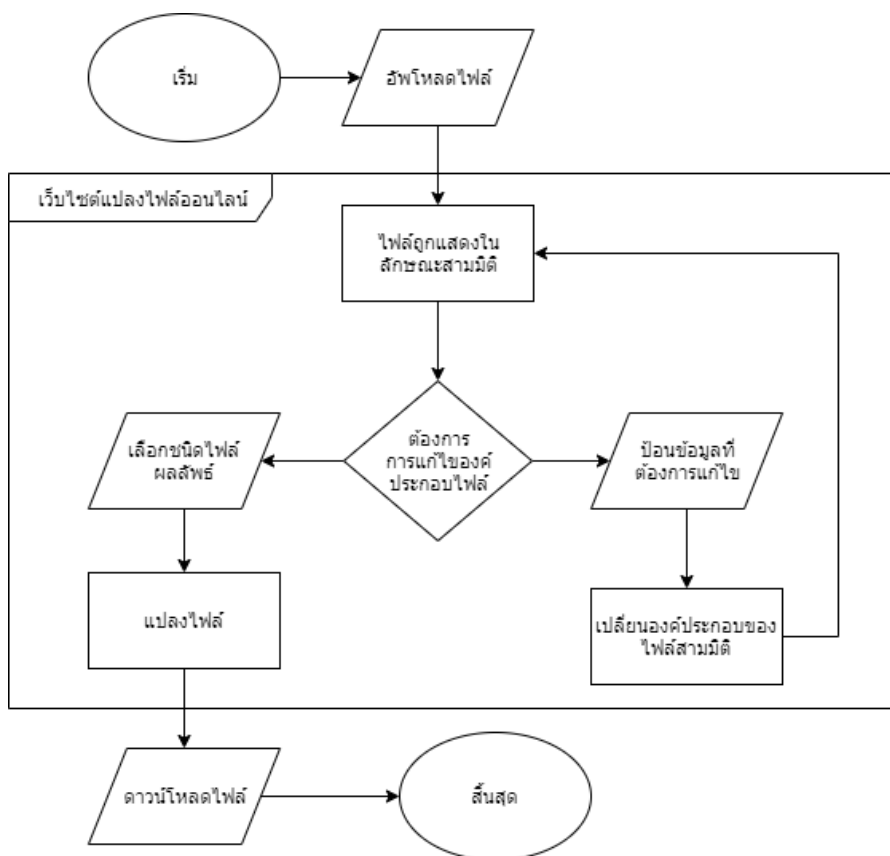 เริ่ม
อัพโหลดไฟล์
เว็บไซต์แปลงไฟล์ออนไลน์
ไฟล์ถูกแสดงใน
ลักษณะสามมิติ
ต้องการ
การแก้ไของค์
ประกอบไฟล์
เลือกชนิดไฟล์
ผลลัพธ์
ป้อนข้อมูลที่
ต้องการแก้ไข
แปลงไฟล์
เปลี่ยนองค์ประกอบของ
ไฟล์สามมิติ
ดาวน์โหลดไฟล์
สิ้นสุด